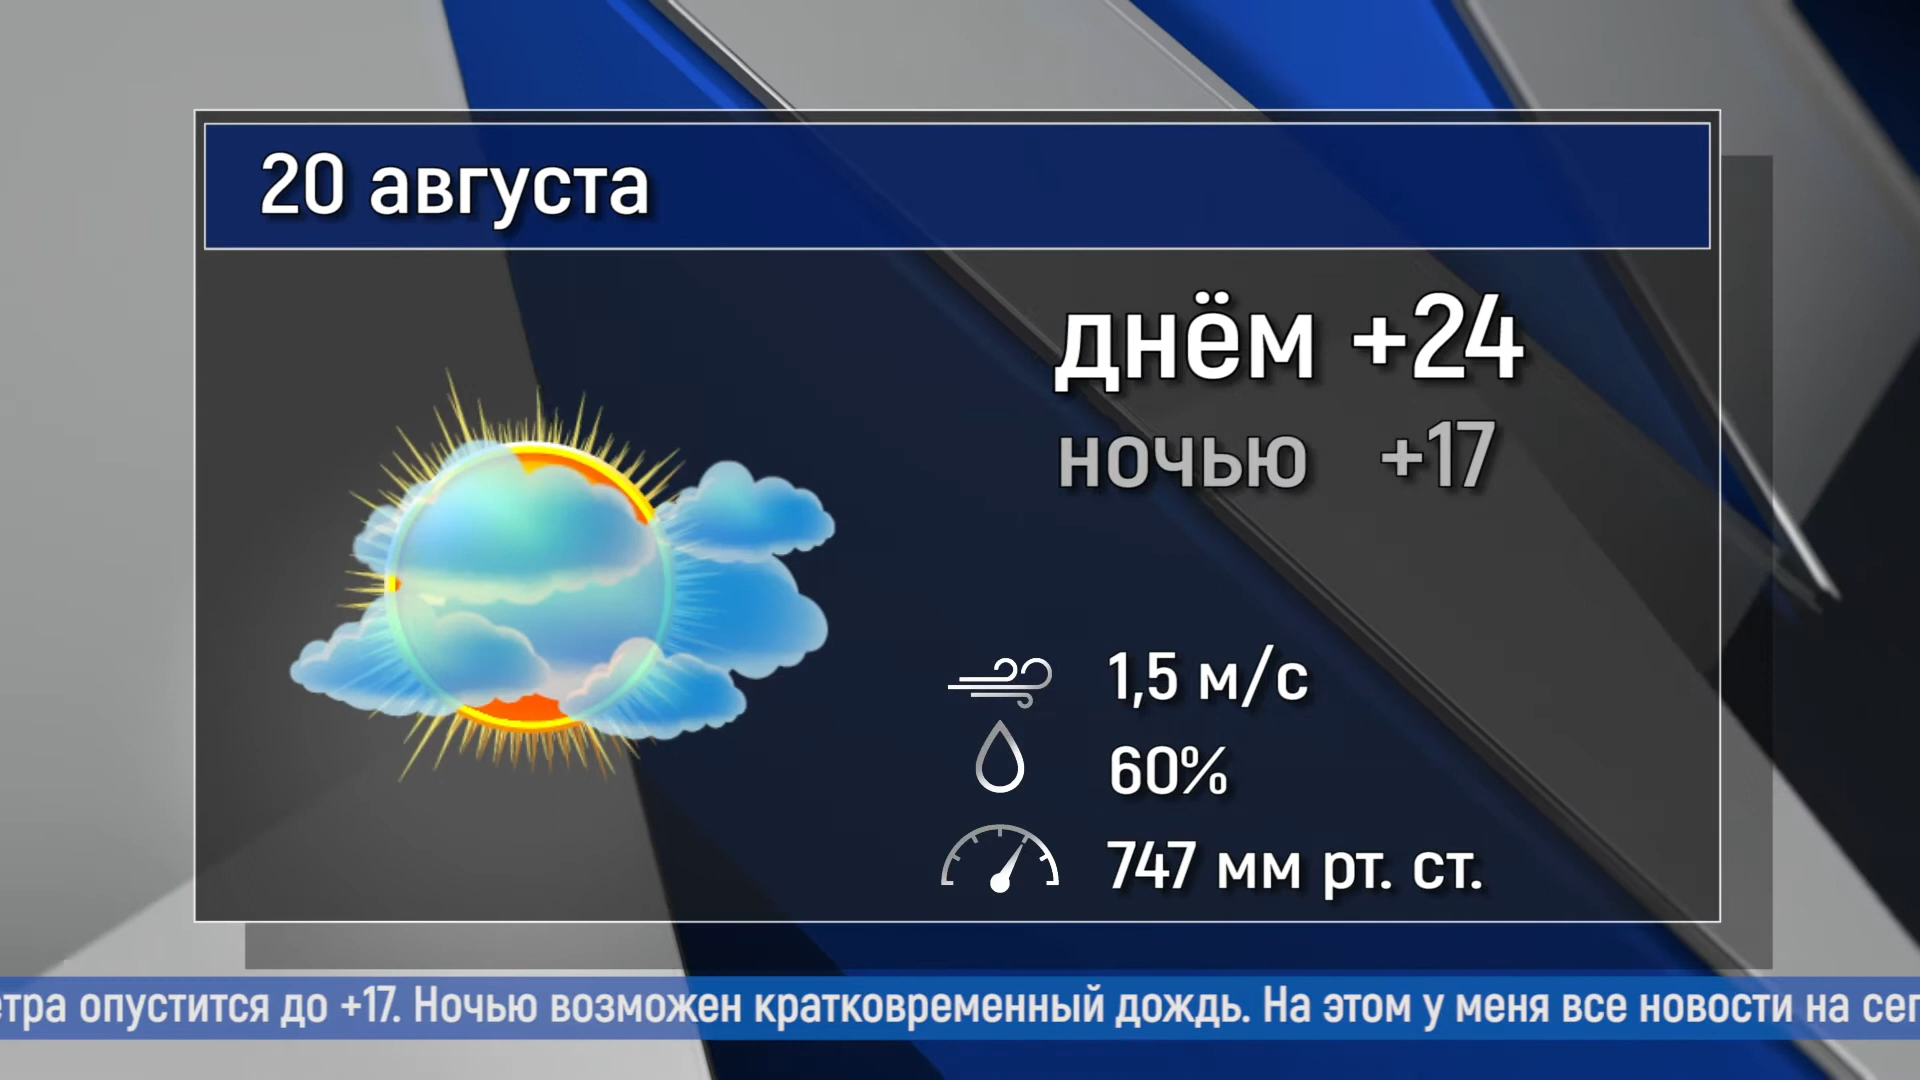 20 августа
днём +24
ночью +17
1,5 м/с
60%
747 мм рт. ст.
опустится до +17. Ночью возможен кратковременный дождь. На этом у меня все новости на